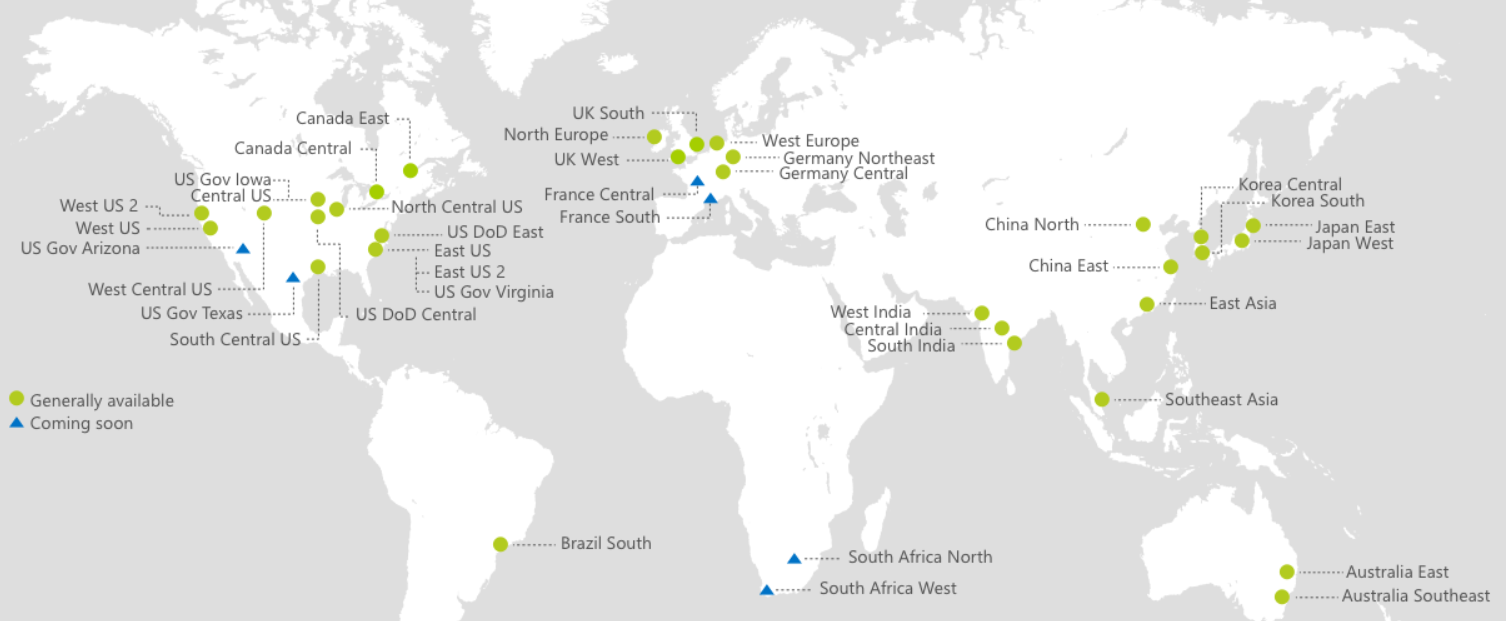 Canada East
Canada Central
US Gov Iowa
Central US
West US 2
West US
US Gov Arizona
West Central US
US Gov Texas
South Central US
North Central US
US DoD East
East US
East US 2
US Gov Virginia
US DoD Central
UK South
North Europe
UK West
France Central
France South
West Europe
Germany Northeast
Germany Central
Korea Central
Korea South
China North
Japan East
Japan West
China East
East Asia
West India
Central India
South India
Southeast Asia
Generally available
Coming soon
Brazil South
South Africa North
South Africa West
Australia East
Australia Southeast